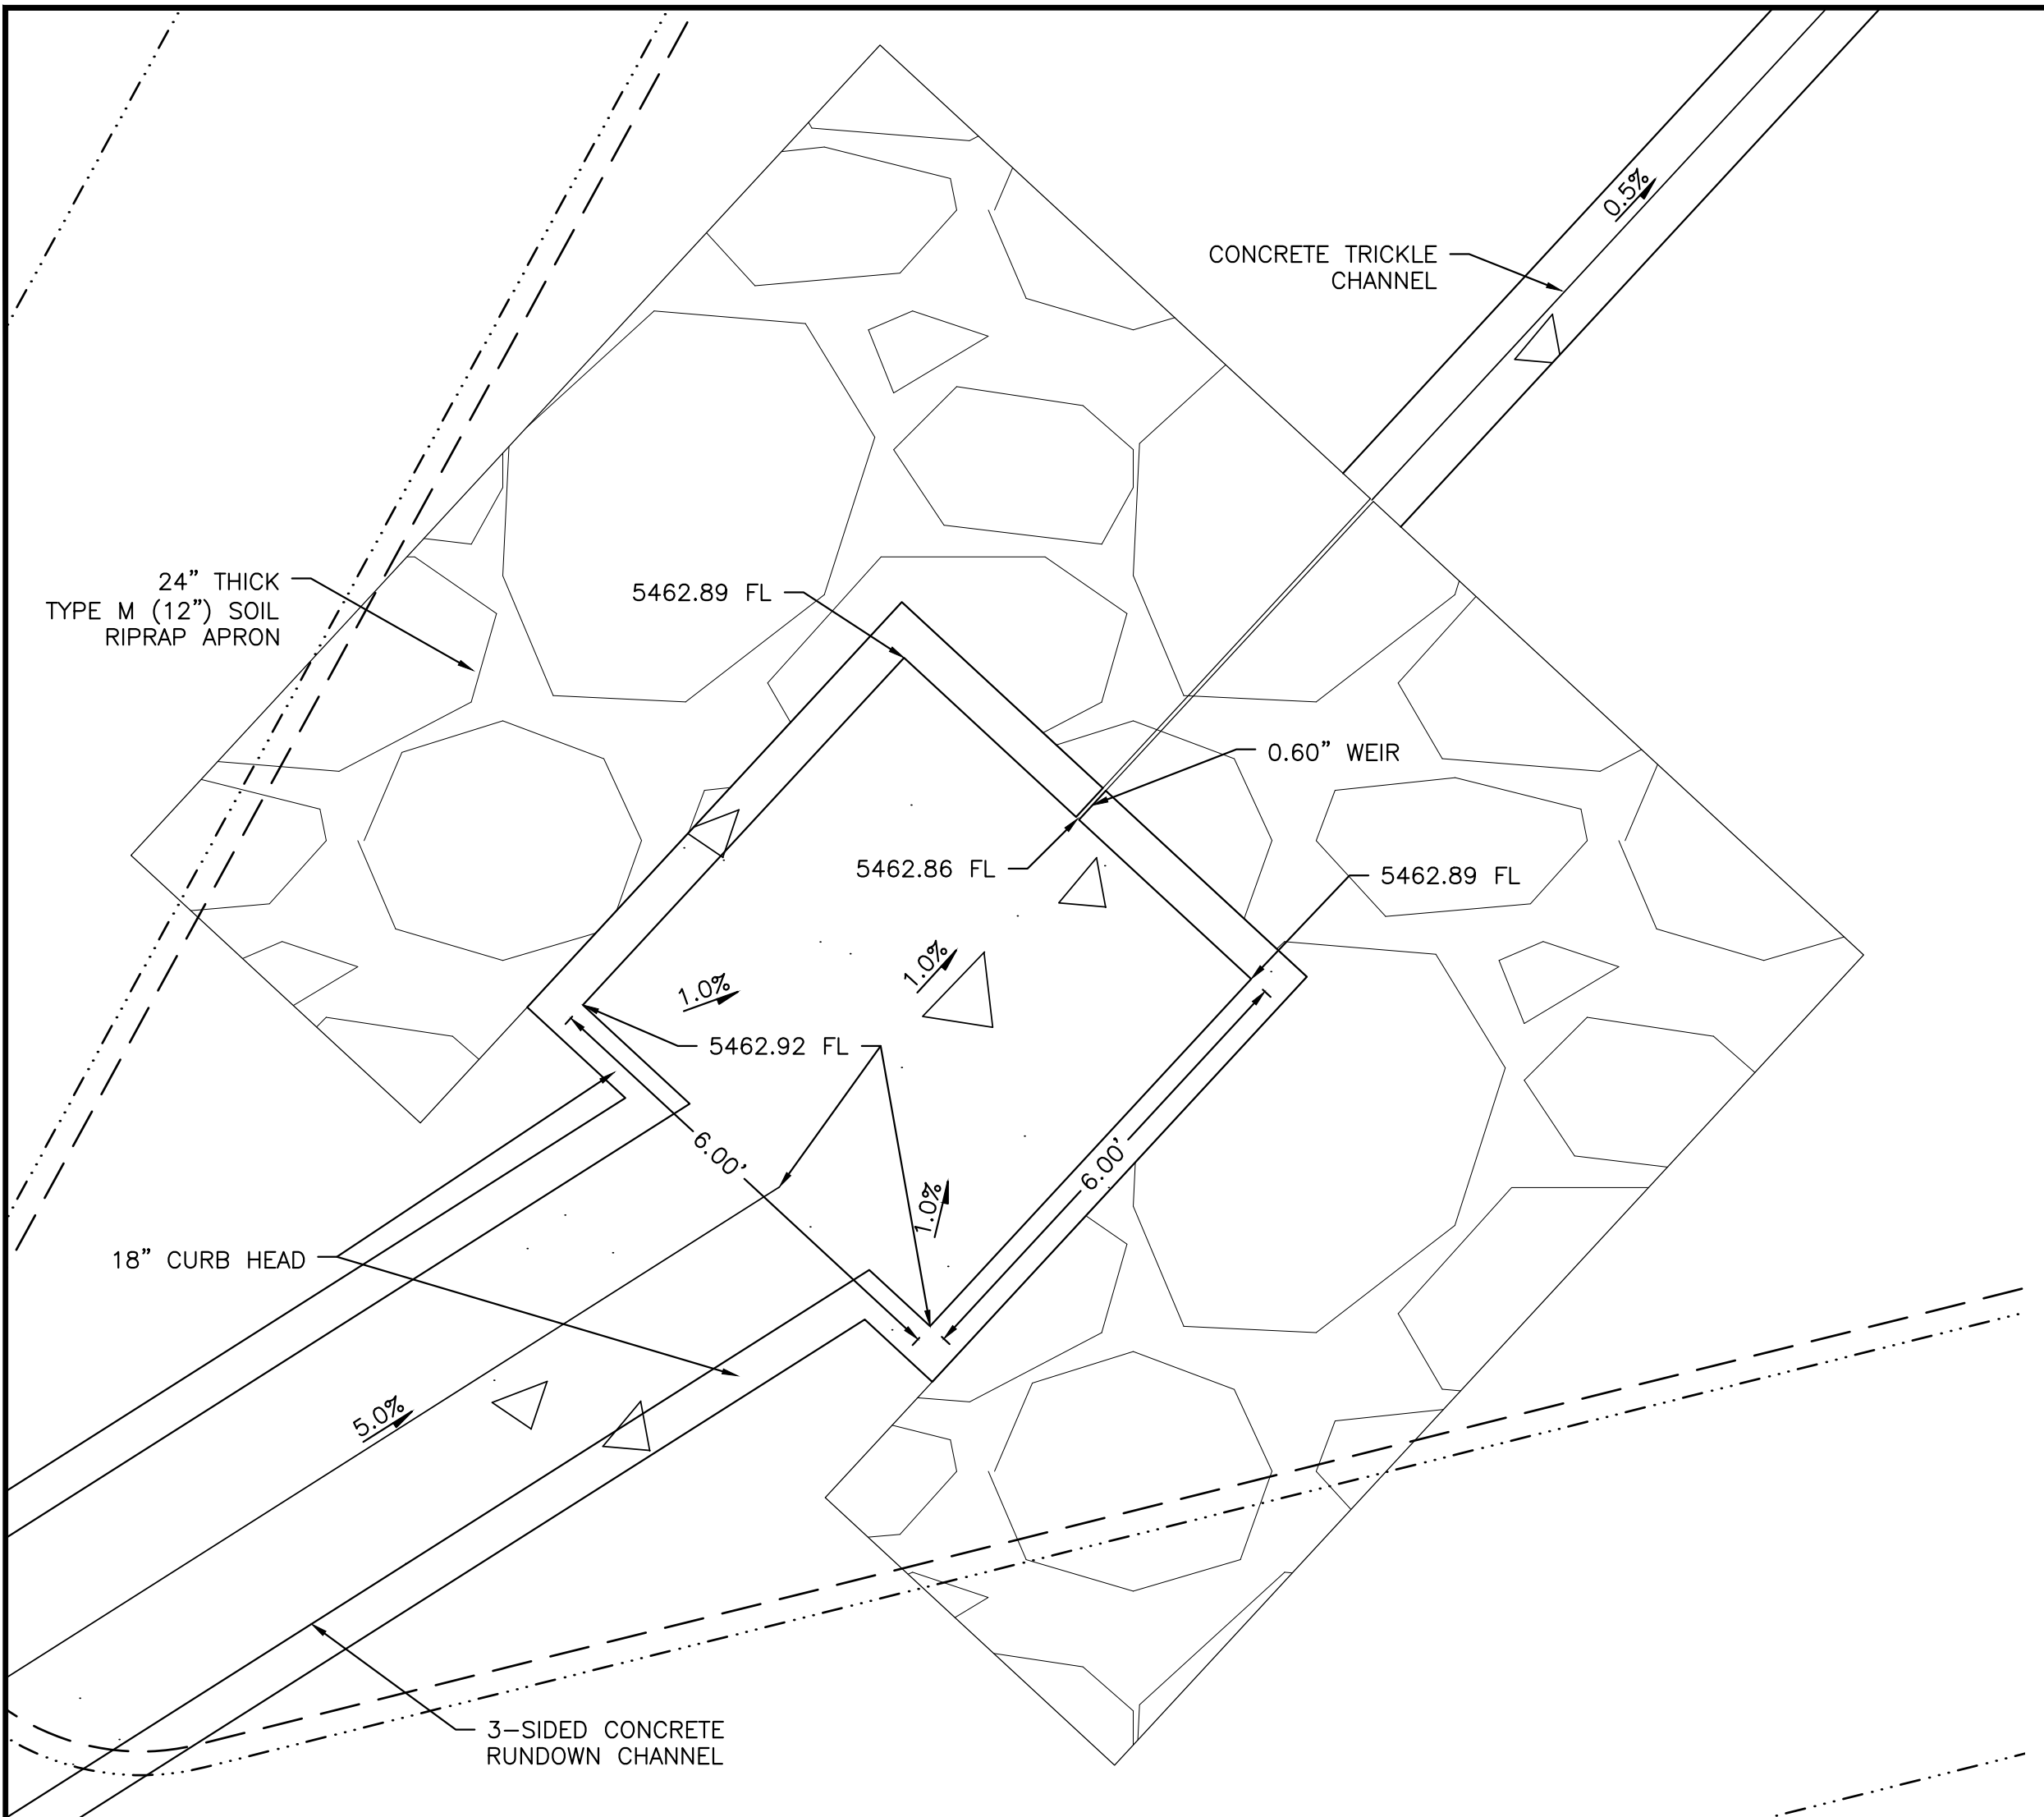 0.5%
CONCRETE TRICKLE
CHANNEL
24" THICK
TYPE M (12") SOIL
RIPRAP APRON
5462.89 FL
0.60" WEIR
5462.86 FL
5462.89 FL
1.0%
1.0%
5462.92 FL
6.00'
6.00'
1.0%
18" CURB HEAD
5.0%
3-SIDED CONCRETE
RUNDOWN CHANNEL